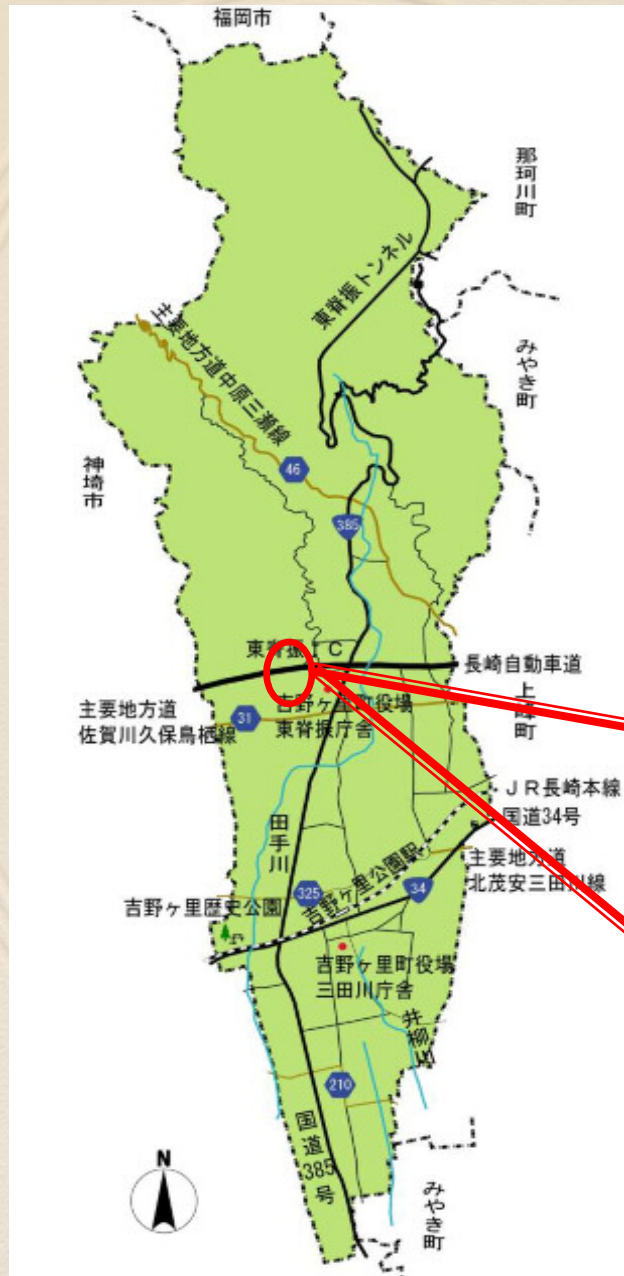 福岡市
那珂川町
東脊振トンネル
みやき町
主要地方道中原三瀬線
神埼市
46
385
東脊振ＩＣ
長崎自動車道
吉野ヶ里町役場
東脊振庁舎
上峰町
主要地方道
佐賀川久保鳥栖線
31
ＪＲ長崎本線
国道34号
田手川
主要地方道
北茂安三田川線
325
吉野ヶ里公園駅
34
吉野ヶ里歴史公園
吉野ヶ里町役場
三田川庁舎
井柳川
210
国道385号
N
みやき町